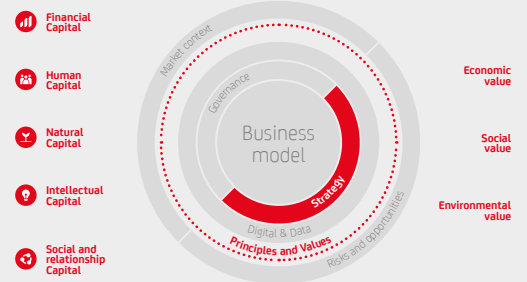 Financial
Capital
Human
Capital
Natural
Capital
Intellectual
Capital
Social and
relationship
Capital
Market context
Governance
Business
model
Strategy
Digital & Data
Principles and Values
Risks and opportunities
Economic
value
Social
value
Environmental
value